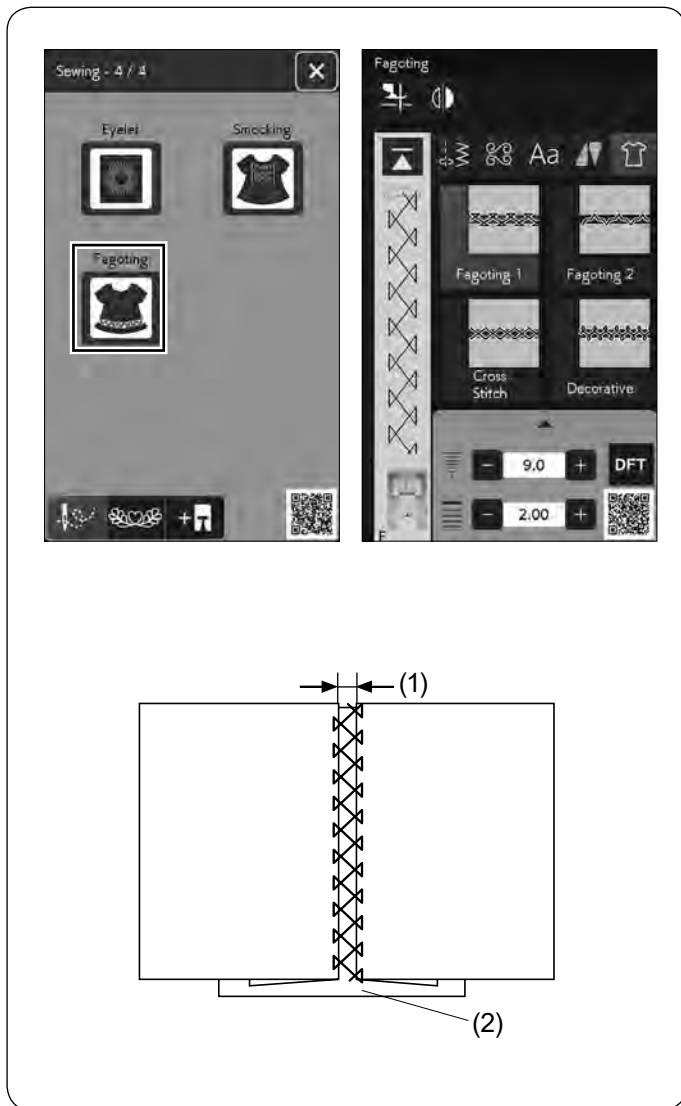 Sewing - 4 / 4
Eyelet
Smocking
Fagoting
Fagoting
Aa
Fagoting 1
Fagoting 2
Cross
Stitch
Decorative
9.0
DFT
2.00
F
(1)
(2)